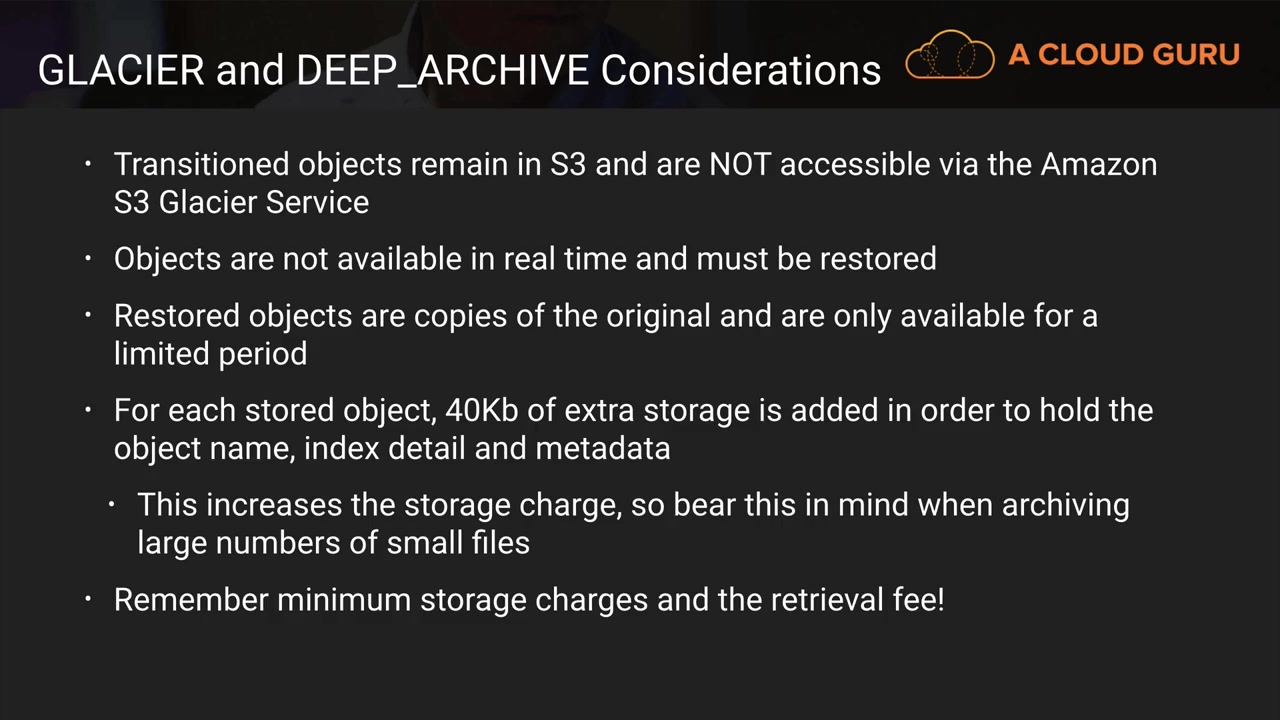 GLACIER and DEEP_ARCHIVE Considerations
A CLOUD GURU
• Transitioned objects remain in S3 and are NOT accessible via the Amazon
S3 Glacier Service
• Objects are not available in real time and must be restored
• Restored objects are copies of the original and are only available for a
limited period
• For each stored object, 40Kb of extra storage is added in order to hold the
object name, index detail and metadata
• This increases the storage charge, so bear this in mind when archiving
large numbers of small files
• Remember minimum storage charges and the retrieval fee!